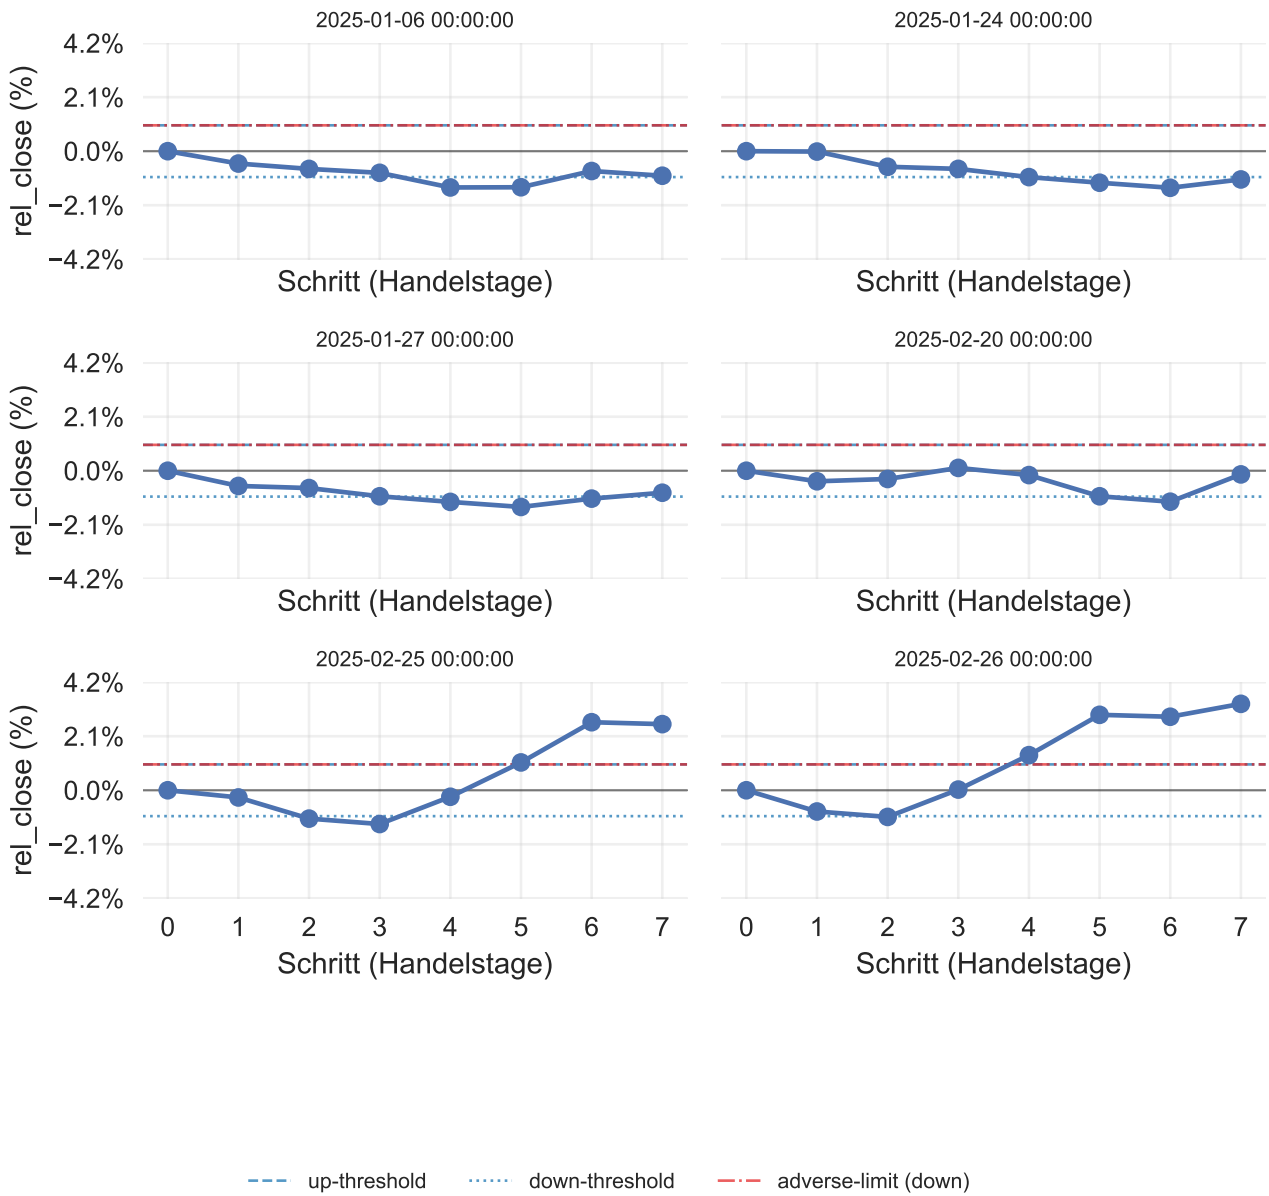 2025-01-06 00:00:00
2025-01-24 00:00:00
4.2%
2.1%
0.0%
−2.1%
−4.2%
rel_close (%)
Schritt (Handelstage)
Schritt (Handelstage)
2025-01-27 00:00:00
2025-02-20 00:00:00
4.2%
2.1%
0.0%
−2.1%
−4.2%
rel_close (%)
Schritt (Handelstage)
Schritt (Handelstage)
2025-02-25 00:00:00
2025-02-26 00:00:00
4.2%
2.1%
0.0%
−2.1%
−4.2%
rel_close (%)
0 1 2 3 4 5 6 7
0 1 2 3 4 5 6 7
Schritt (Handelstage)
Schritt (Handelstage)
up-threshold
down-threshold
adverse-limit (down)